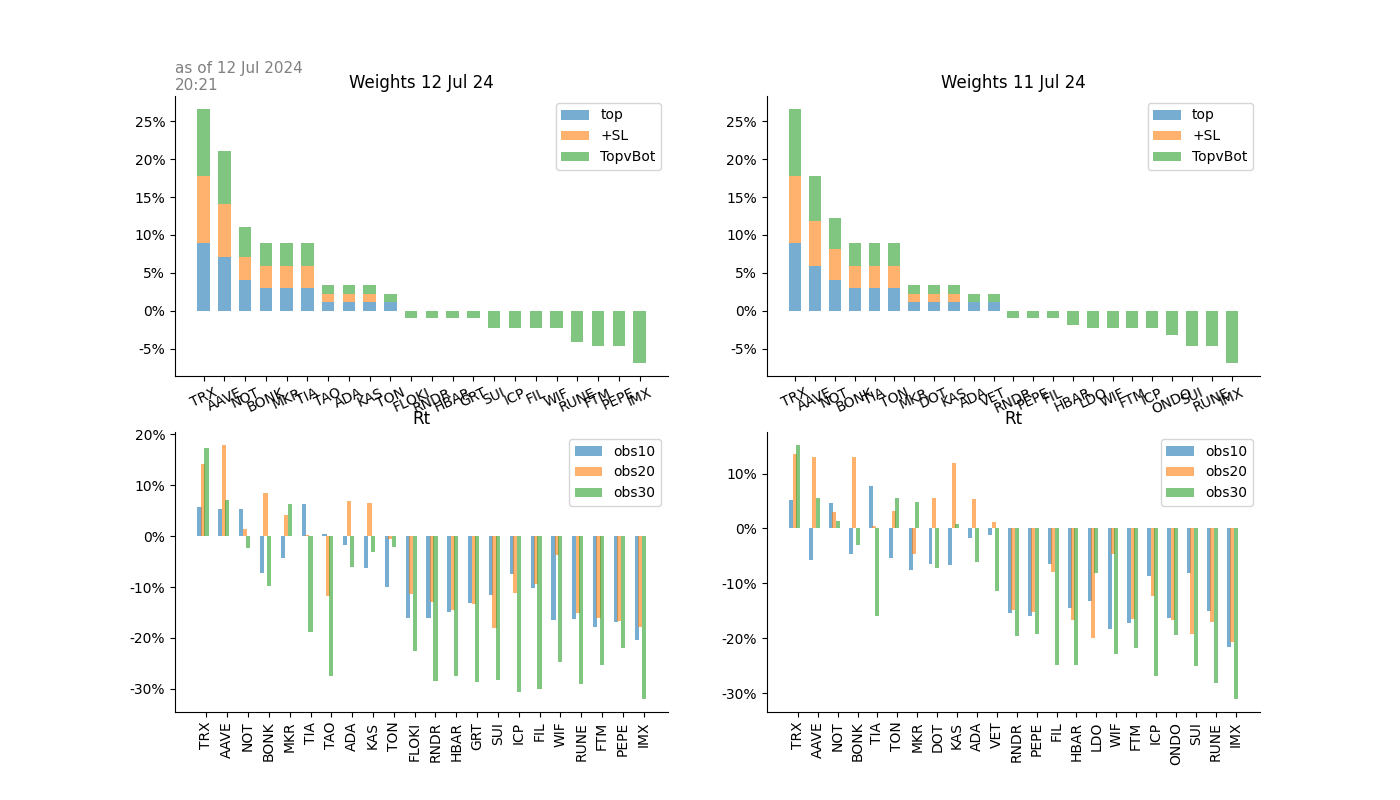 as of 12 Jul 2024
20:21
Weights 12 Jul 24
25%
20%
15%
10%
5%
0%
-5%
top
+SL
TopvBot
TRX AAVE NOT BONK MKR TIA TAO ADA KAS TON FLOKI RNDR HBAR GRT SUI ICP FIL WIF RUNE FTM PEPE IMX
Weights 11 Jul 24
25%
20%
15%
10%
5%
0%
-5%
top
+SL
TopvBot
TRX AAVE NOT BONK TIA TON MKR DOT KAS ADA VET RNDR PEPE FIL HBAR LDO WIF FTM ICP ONDO SUI RUNE IMX
Rt
20%
10%
0%
-10%
-20%
-30%
obs10
obs20
obs30
TRX AAVE NOT BONK MKR TIA TAO ADA KAS TON FLOKI RNDR HBAR GRT SUI ICP FIL WIF RUNE FTM PEPE IMX
Rt
10%
0%
-10%
-20%
-30%
obs10
obs20
obs30
TRX AAVE NOT BONK TIA TON MKR DOT KAS ADA VET RNDR PEPE FIL HBAR LDO WIF FTM ICP ONDO SUI RUNE IMX